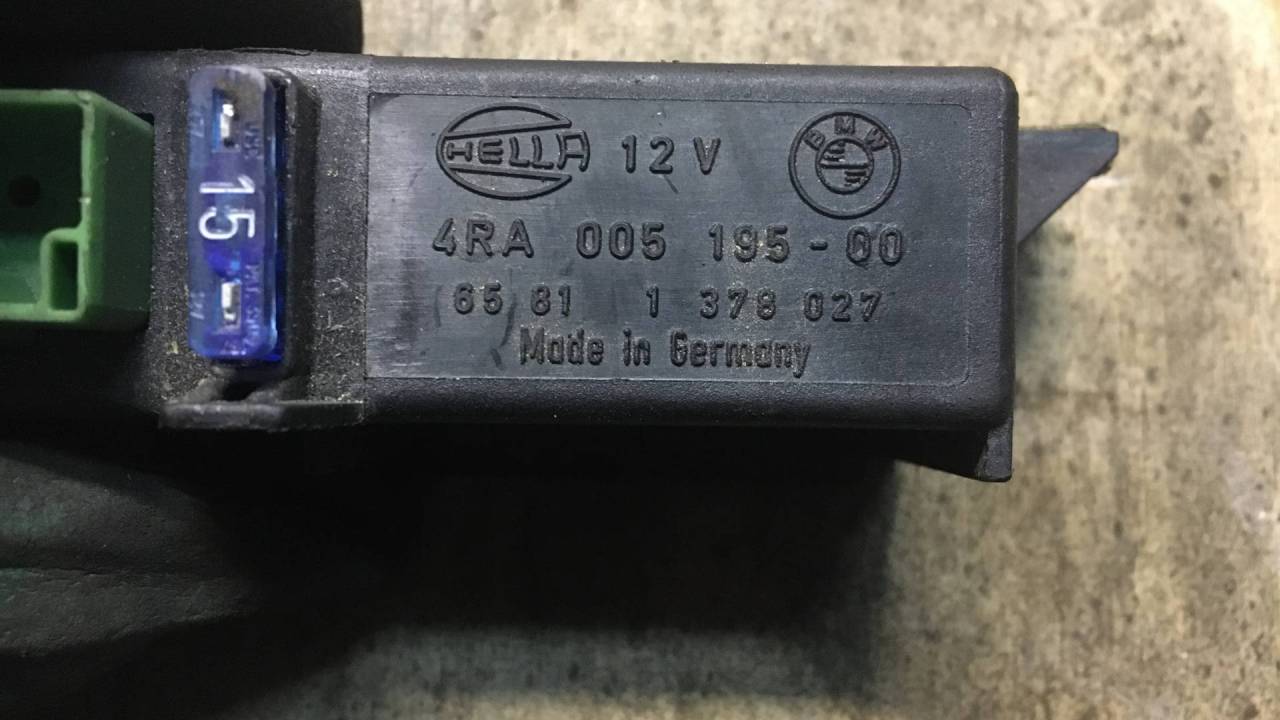 HELLA 12 V BMW
4RA 005 195-00
65 81 1 378 027
Made in Germany
15